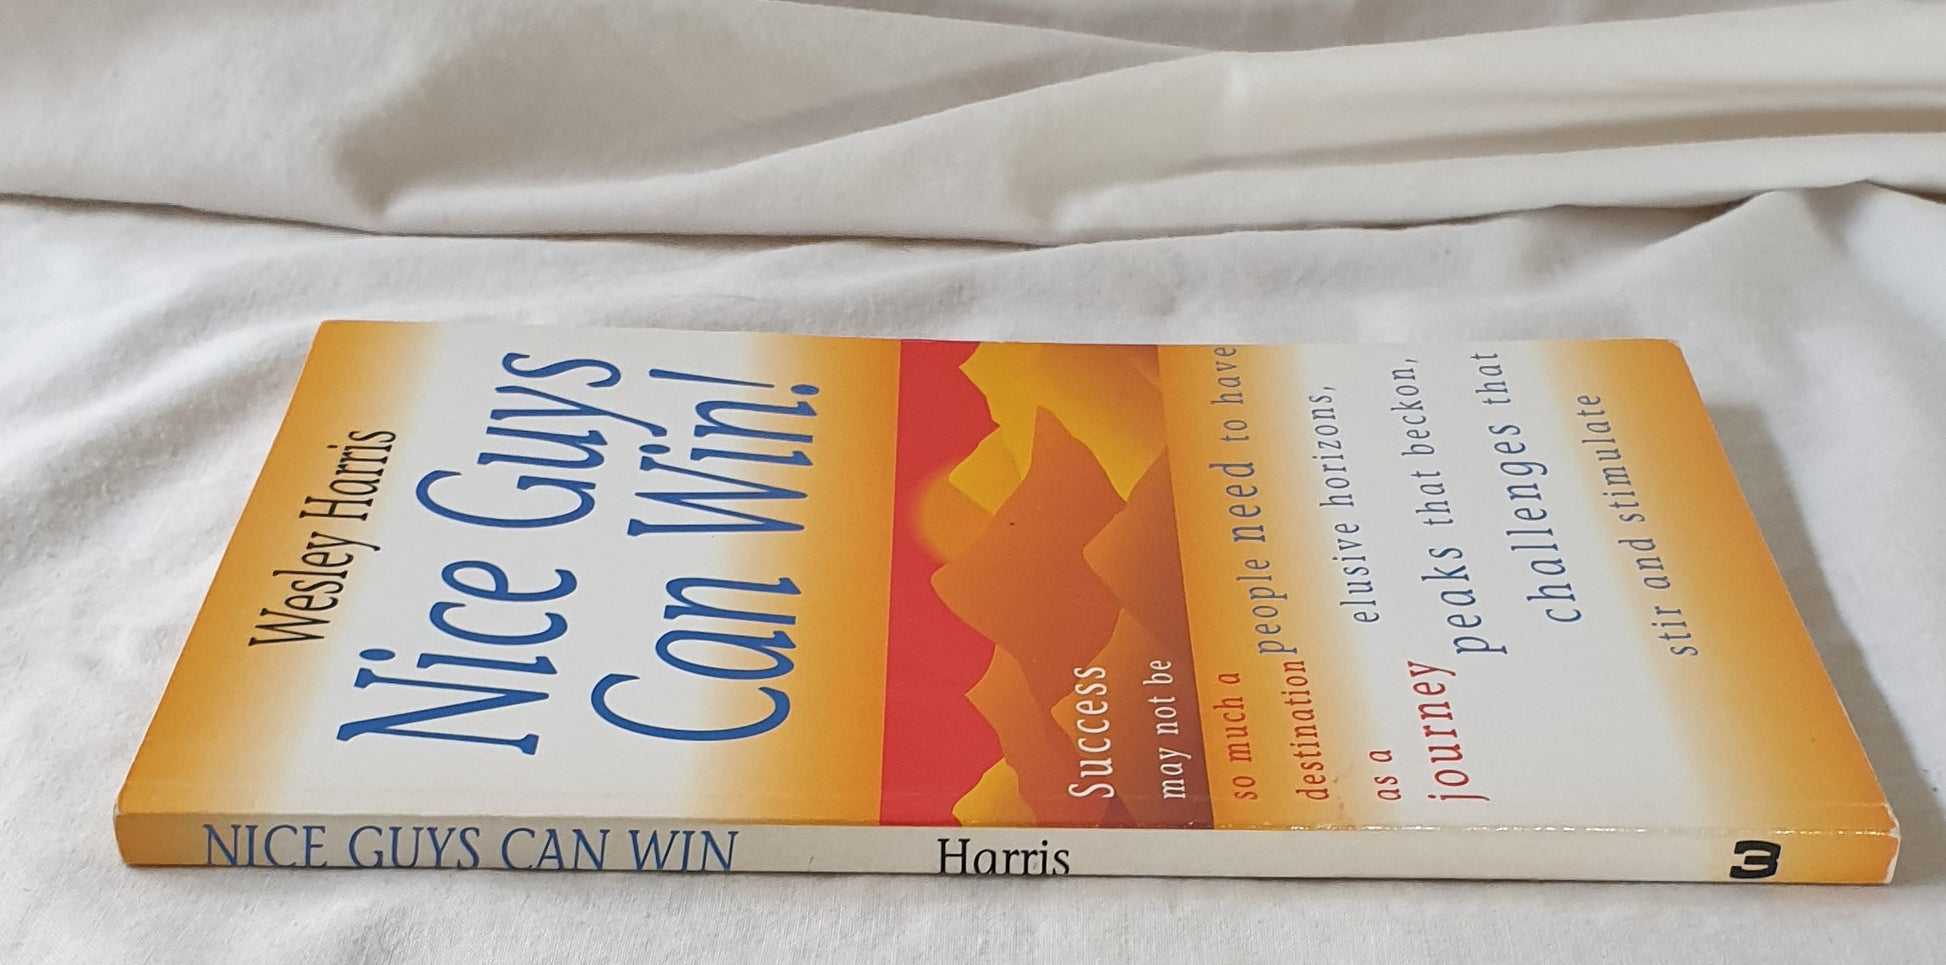 Wesley Harris
Nice Guys
Can Win!
Success
may not be
so much a
destination
as a
journey
people need to have
elusive horizons,
peaks that beckon,
challenges that
stir and stimulate
NICE GUYS CAN WIN
Harris